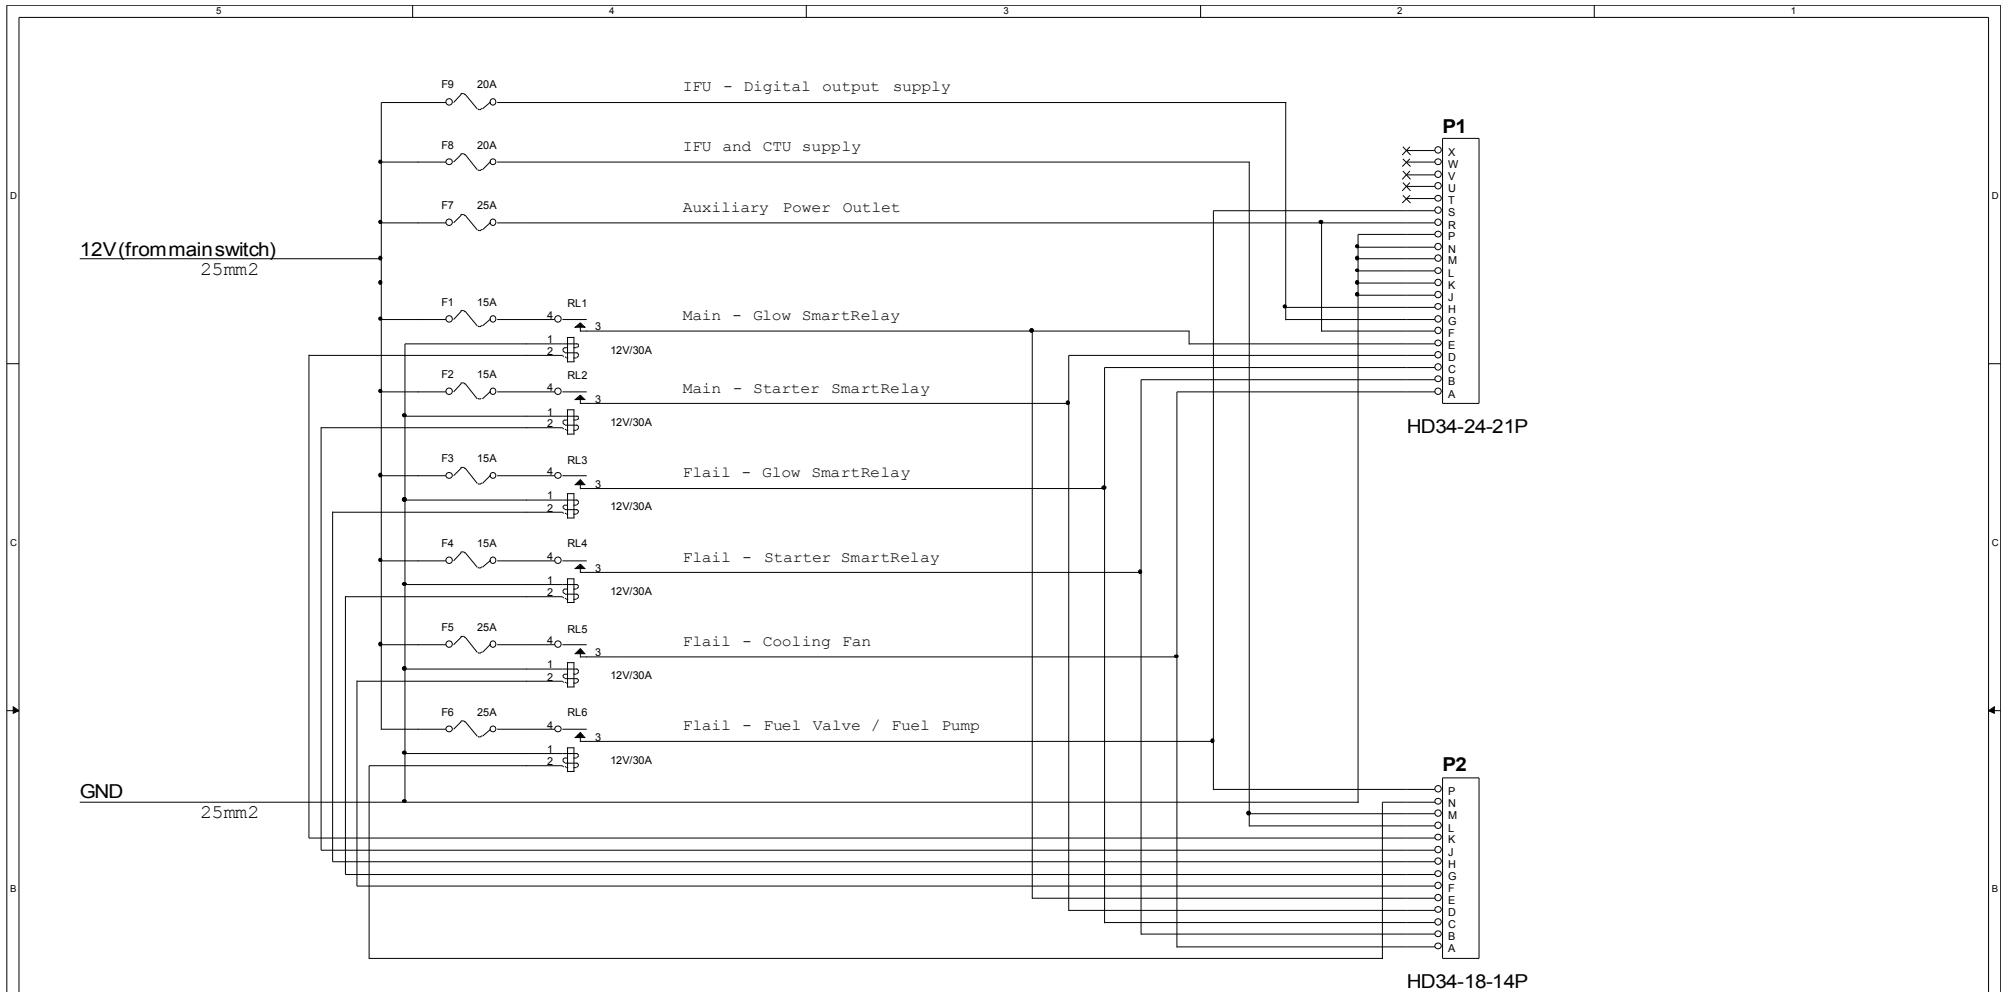 5 4 3 2 1
F9 20A IFU - Digital output supply
P1
F8 20A IFU and CTU supply
X
W
V
U
D D
T
F7 25A Auxiliary Power Outlet
S
R
P
12V(from main switch)
N
M
25mm2
L
K
J
F1 15A RL1
H
4 3 Main - Glow SmartRelay
G
F
1
E
2 12V/30A
D
F2 15A RL2
C
4 3 Main - Starter SmartRelay
B
A
1
2 12V/30A
HD34-24-21P
F3 15A RL3
4 3 Flail - Glow SmartRelay
1
2 12V/30A
C C
F4 15A RL4
4 3 Flail - Starter SmartRelay
1
2 12V/30A
F5 25A RL5
4 3 Flail - Cooling Fan
1
2 12V/30A
F6 25A RL6
4 3 Flail - Fuel Valve / Fuel Pump
1
2 12V/30A
P2
GND
P
N
25mm2
M
L
K
J
H
G
B B
F
E
D
C
B
A
HD34-18-14P